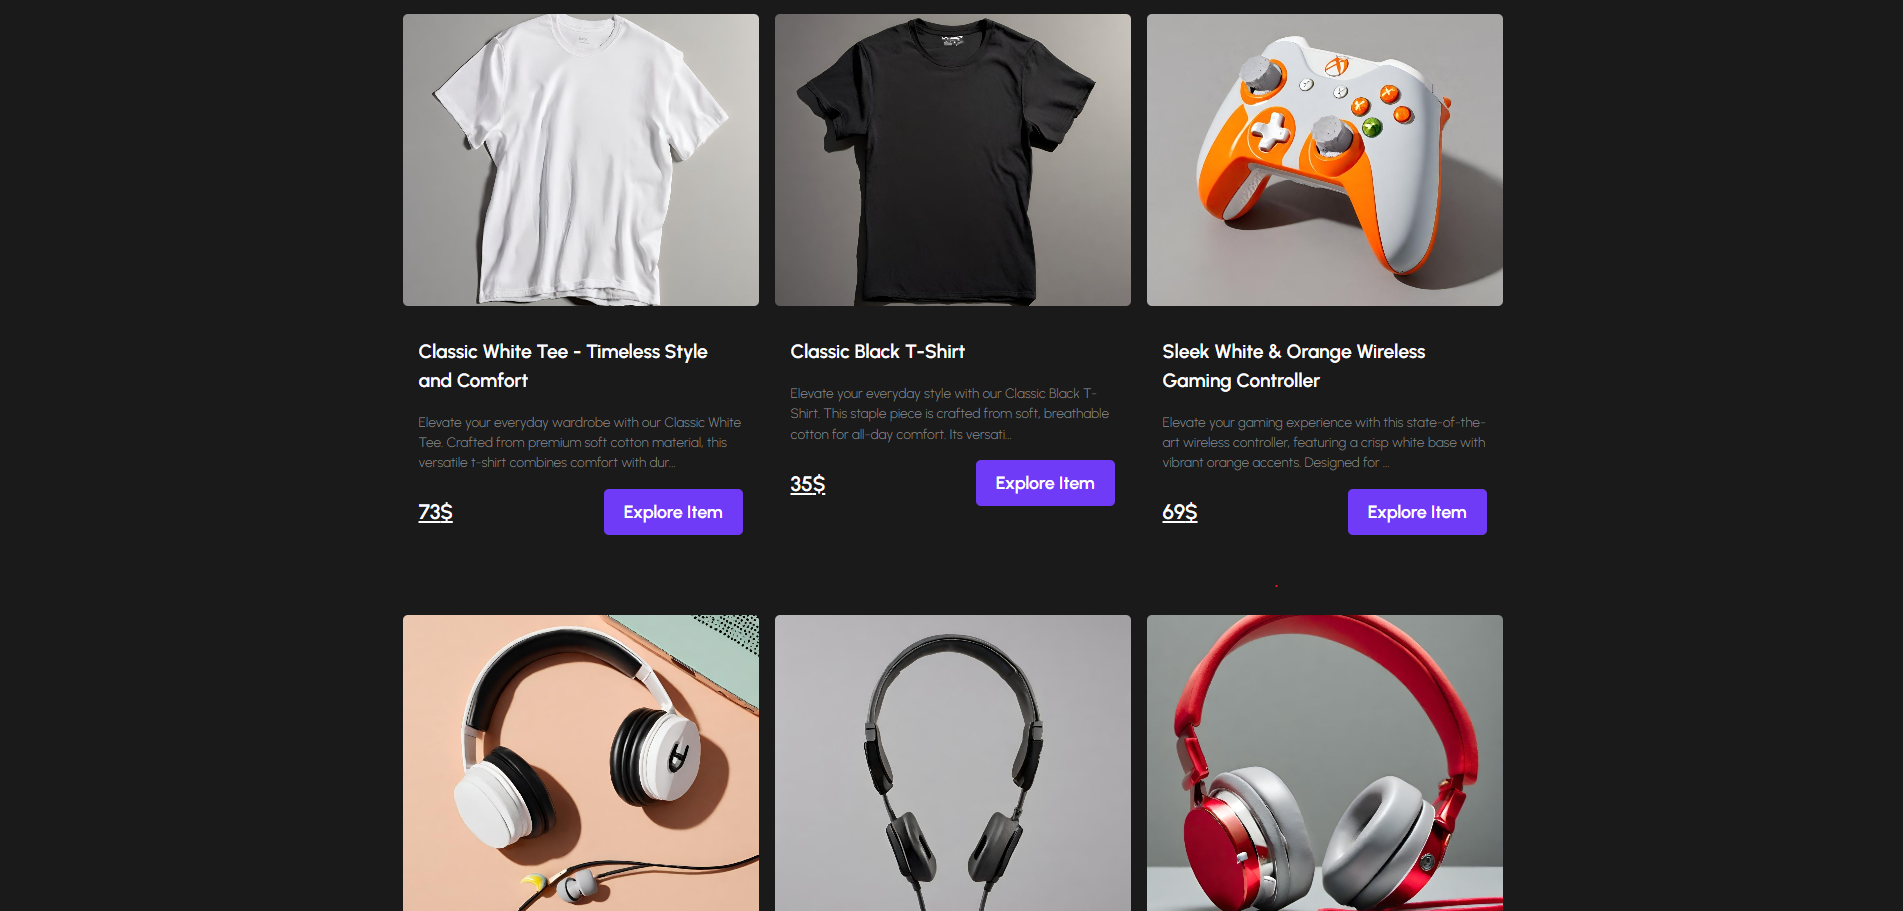 Classic White Tee - Timeless Style
and Comfort
Elevate your everyday wardrobe with our Classic White
Tee. Crafted from premium soft cotton material, this
versatile t-shirt combines comfort with dur...
73$
Explore Item
Classic Black T-Shirt
Elevate your everyday style with our Classic Black T-
Shirt. This staple piece is crafted from soft, breathable
cotton for all-day comfort. Its versati...
35$
Explore Item
Sleek White & Orange Wireless
Gaming Controller
Elevate your gaming experience with this state-of-the-
art wireless controller, featuring a crisp white base with
vibrant orange accents. Designed for ...
69$
Explore Item